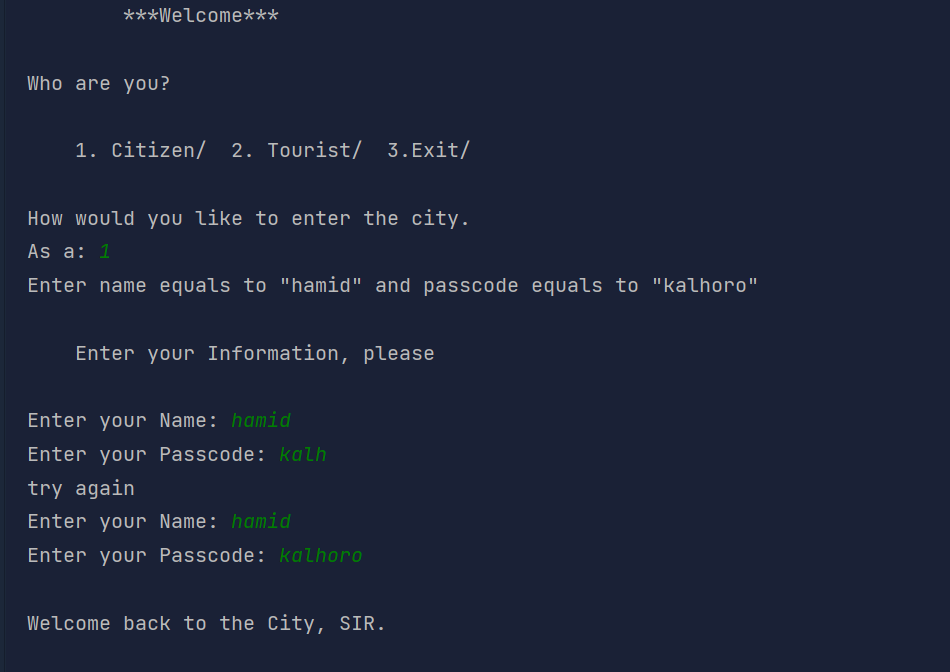 ***Welcome***
Who are you?
1. Citizen/  2. Tourist/  3.Exit/
How would you like to enter the city.
As a: 1
Enter name equals to "hamid" and passcode equals to "kalhoro"
Enter your Information, please
Enter your Name: hamid
Enter your Passcode: kalh
try again
Enter your Name: hamid
Enter your Passcode: kalhoro
Welcome back to the City, SIR.